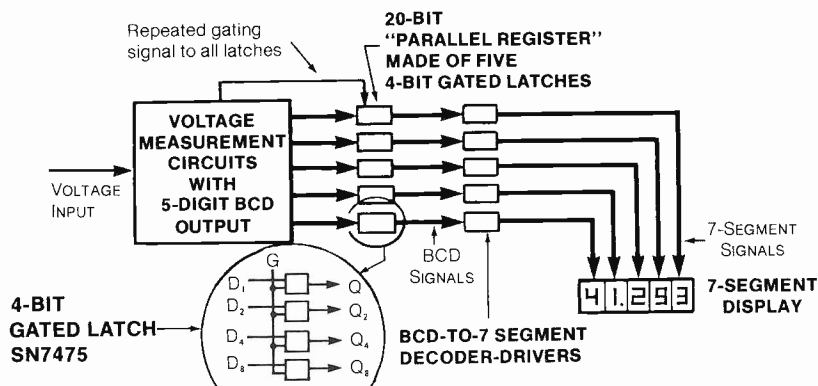 Repeated gating
signal to all latches
20-BIT
"PARALLEL REGISTER"
MADE OF FIVE
4-BIT GATED LATCHES
VOLTAGE
MEASUREMENT
CIRCUITS
WITH
5-DIGIT BCD
OUTPUT
VOLTAGE
INPUT
BCD
SIGNALS
7-SEGMENT
SIGNALS
41.293
7-SEGMENT
DISPLAY
BCD-TO-7 SEGMENT
DECODER-DRIVERS
4-BIT
GATED LATCH
SN7475
G
D₁ Q
D₂ Q₂
D₄ Q₄
D₈ Q₈